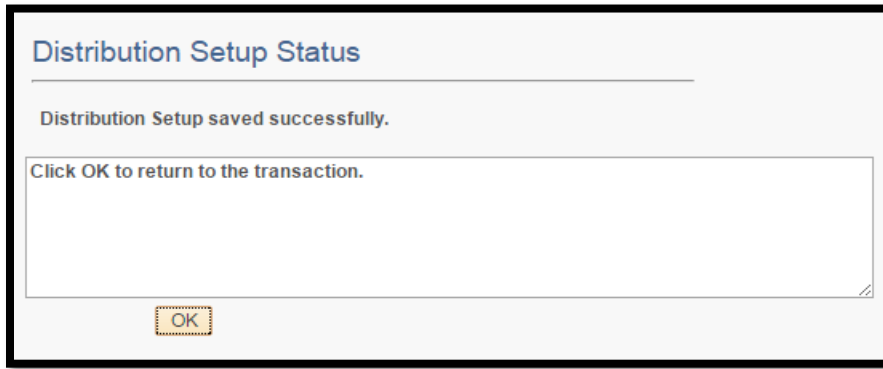 Distribution Setup Status
Distribution Setup saved successfully.
Click OK to return to the transaction.
OK